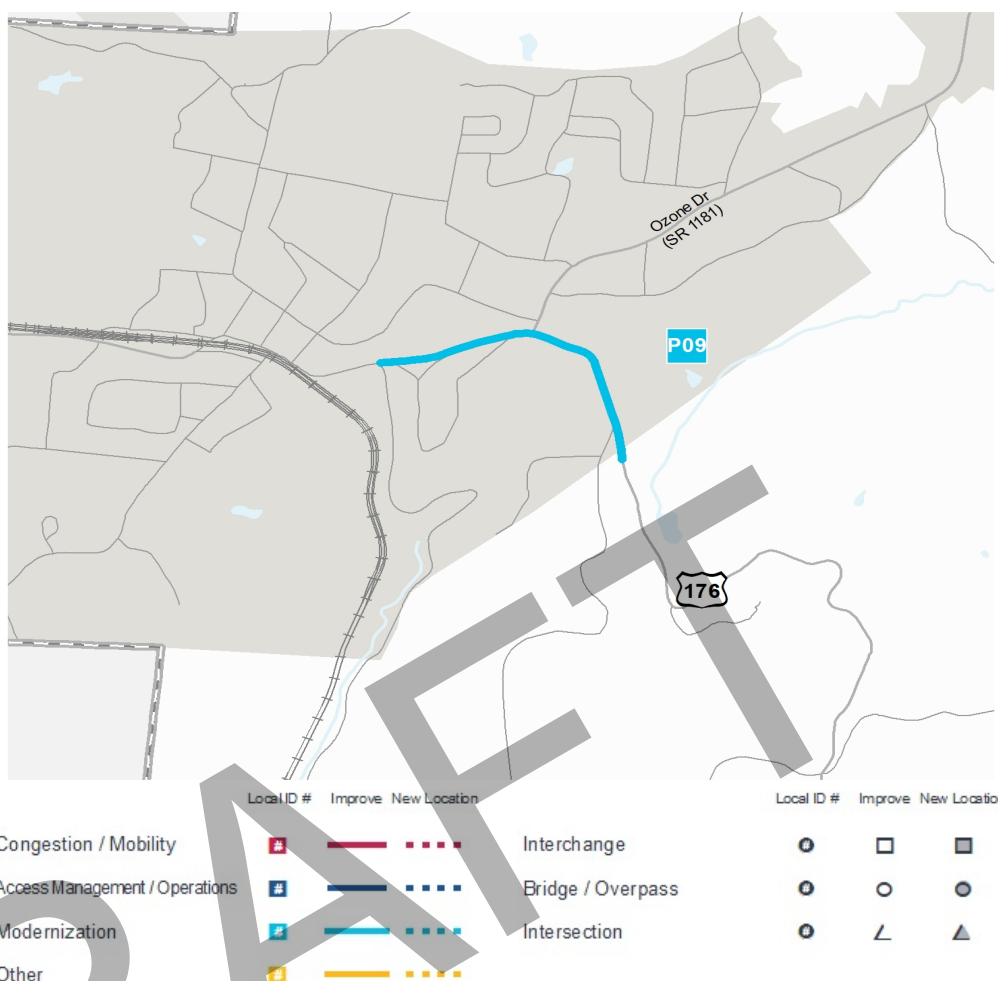 Ozone Dr
(SR 1181)
P09
176
DRAFT
Local ID # Improve New Location
Local ID # Improve New Locatio
Congestion / Mobility #
Interchange #
Access Management / Operations #
Bridge / Overpass #
Modernization #
Intersection #
Other #